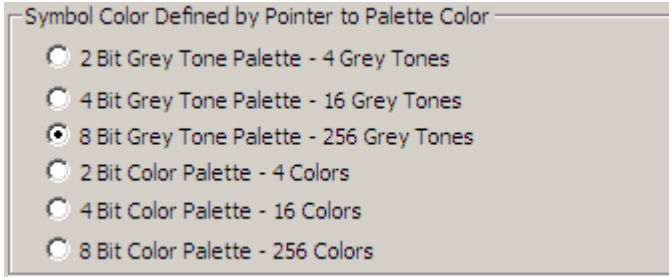 Symbol Color Defined by Pointer to Palette Color
2 Bit Grey Tone Palette - 4 Grey Tones
4 Bit Grey Tone Palette - 16 Grey Tones
8 Bit Grey Tone Palette - 256 Grey Tones
2 Bit Color Palette - 4 Colors
4 Bit Color Palette - 16 Colors
8 Bit Color Palette - 256 Colors